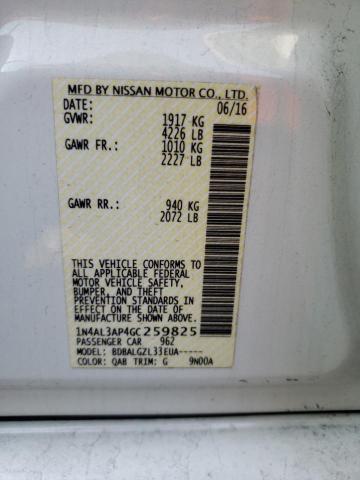 MFD BY NISSAN MOTOR CO., LTD.
DATE: 06/16
GVWR: 1917 KG
4226 LB
GAWR FR.: 1010 KG
2227 LB
GAWR RR.: 940 KG
2072 LB
THIS VEHICLE CONFORMS TO
ALL APPLICABLE FEDERAL
MOTOR VEHICLE SAFETY,
BUMPER, AND THEFT
PREVENTION STANDARDS IN
EFFECT ON THE DATE OF
MANUFACTURE SHOWN ABOVE.
1N4AL3AP4GC259825
PASSENGER CAR 962
MODEL: BDBALGZL33EUA-----
COLOR: QAB TRIM: G 9N00A